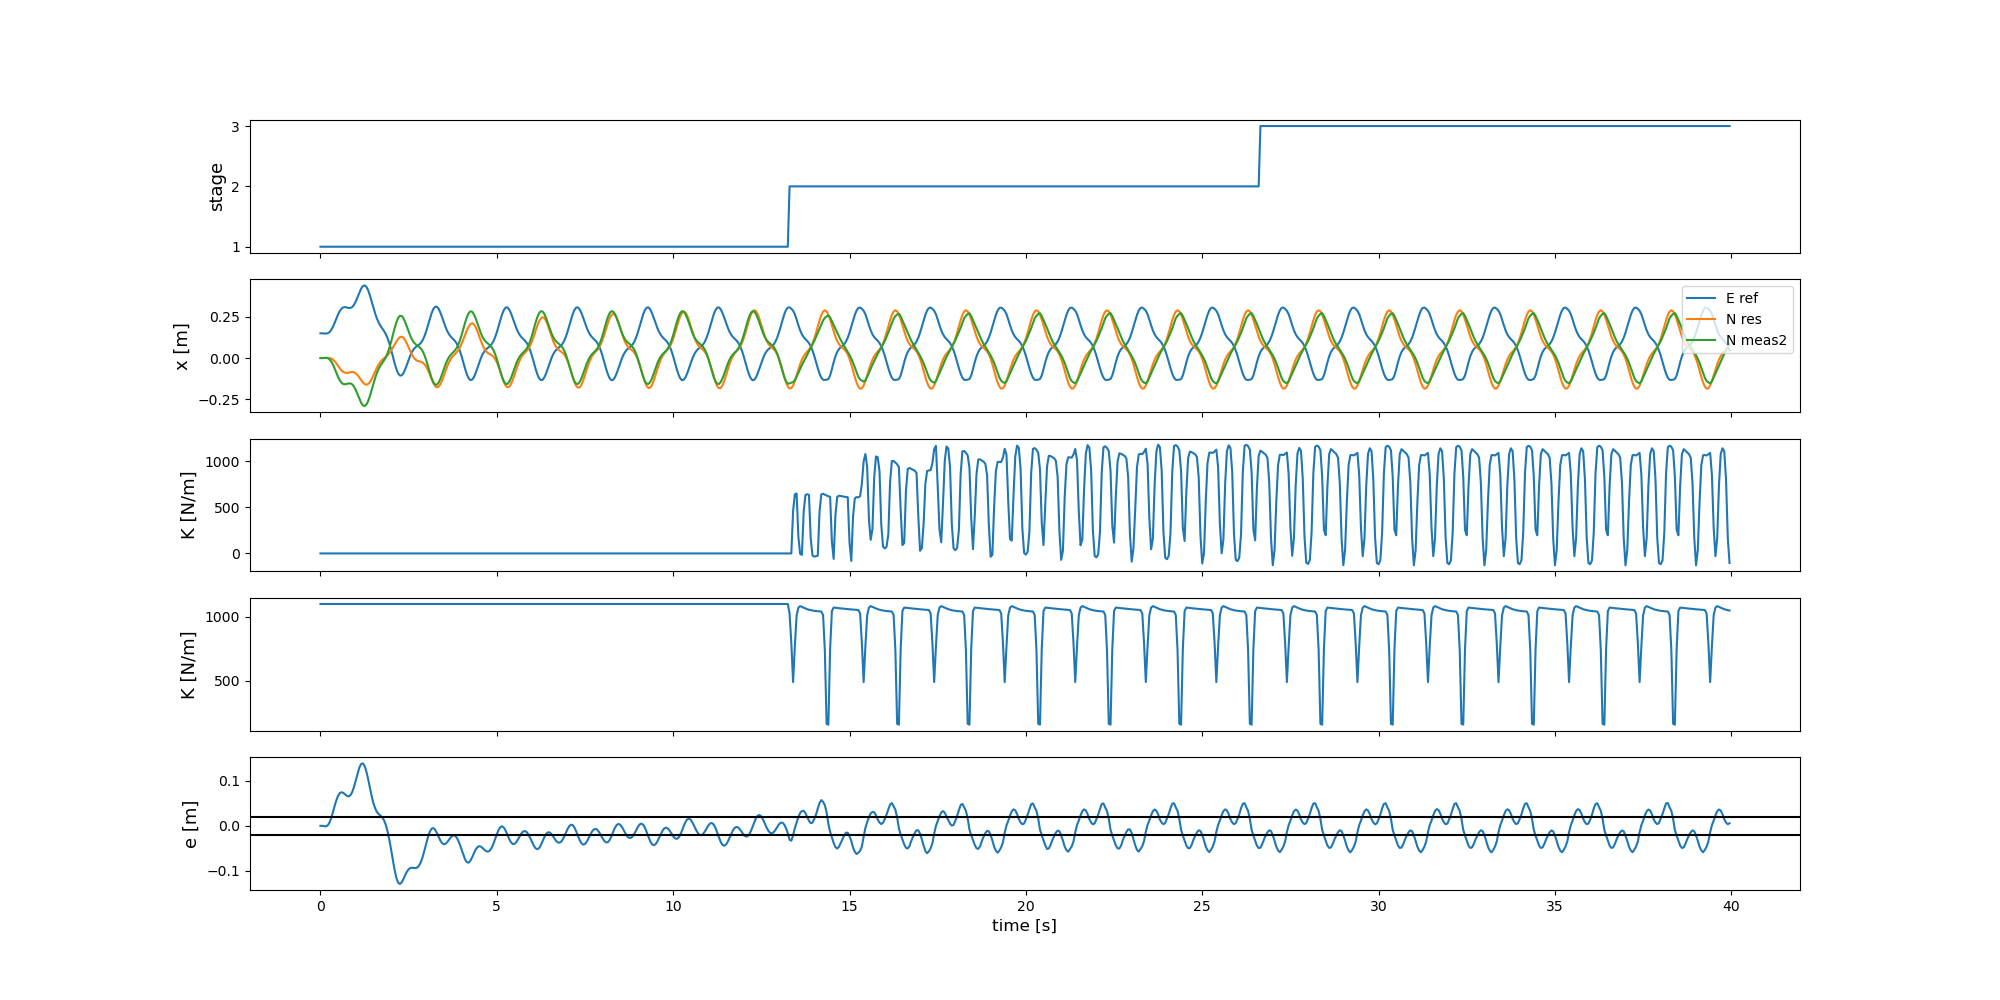 stage
3
2
1
x [m]
0.25
0.00
−0.25
E ref
N res
N meas2
K [N/m]
1000
500
0
K [N/m]
1000
500
e [m]
0.1
0.0
−0.1
0 5 10 15 20 25 30 35 40
time [s]